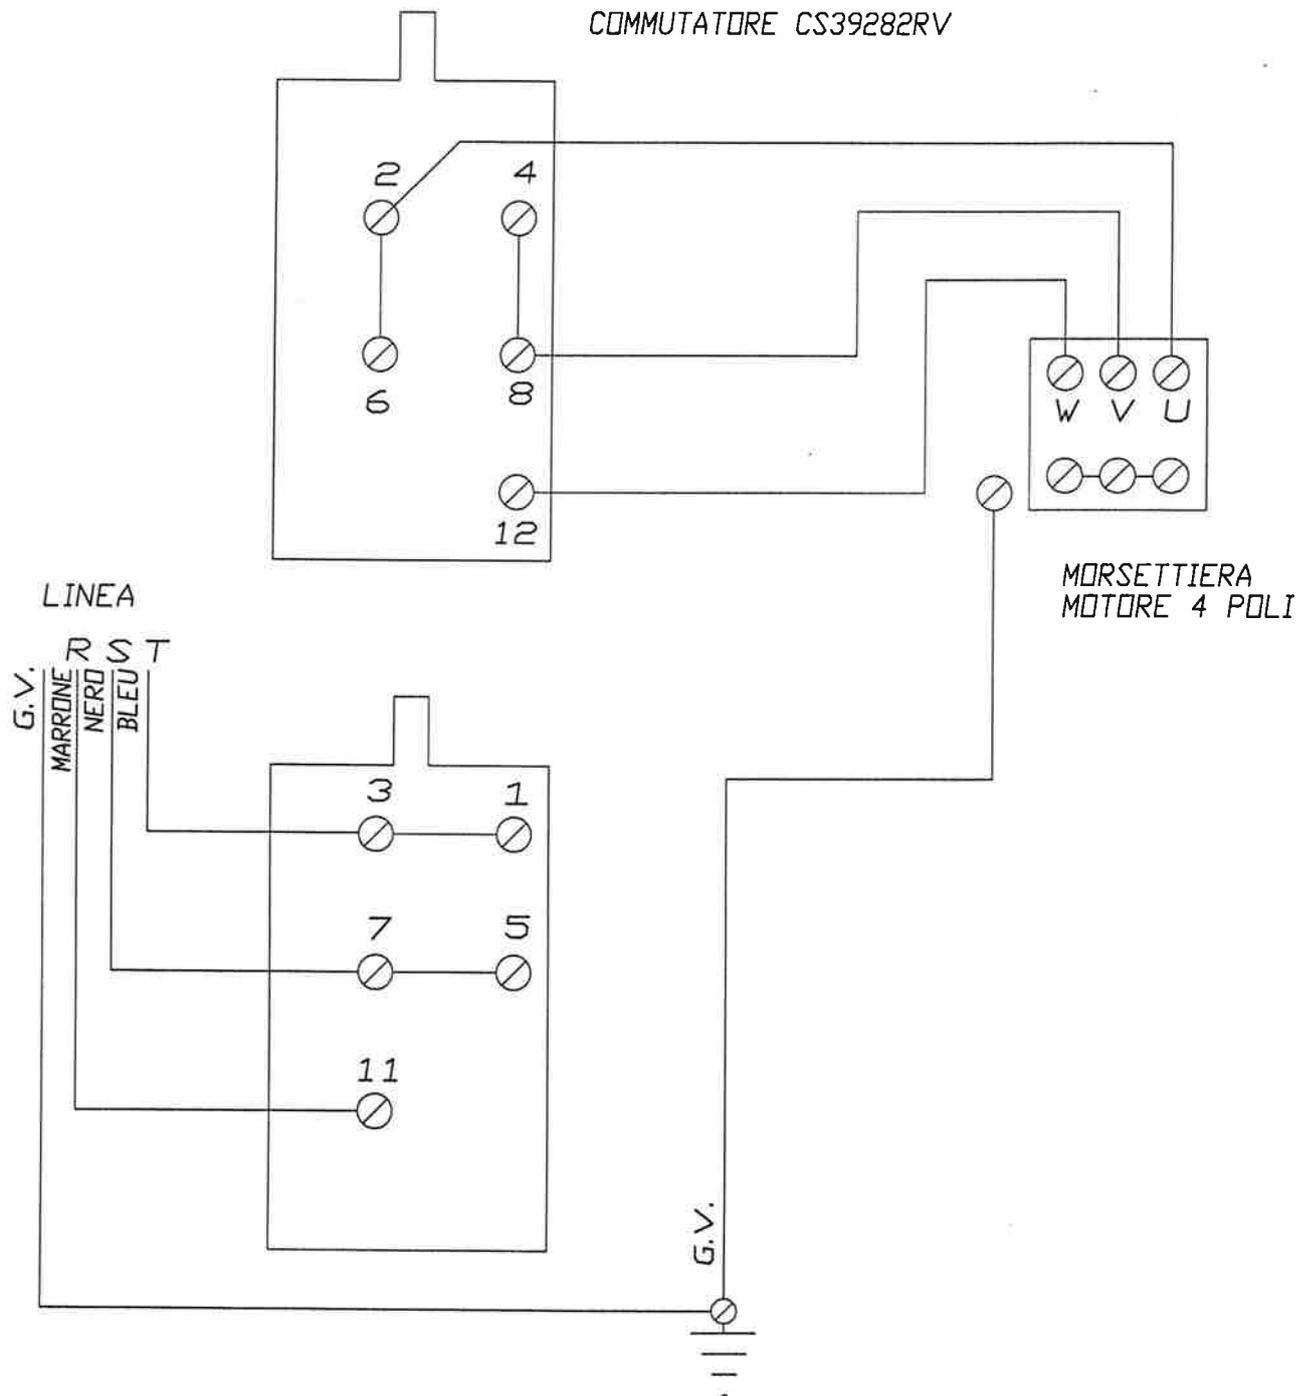 COMMUTATORE CS39282RV
2 4
6 8
12
W V U
MORSETTIERA
MOTORE 4 POLI
LINEA
R S T
G.V.
MARRONE
NERO
BLEU
3 1
7 5
11
G.V.